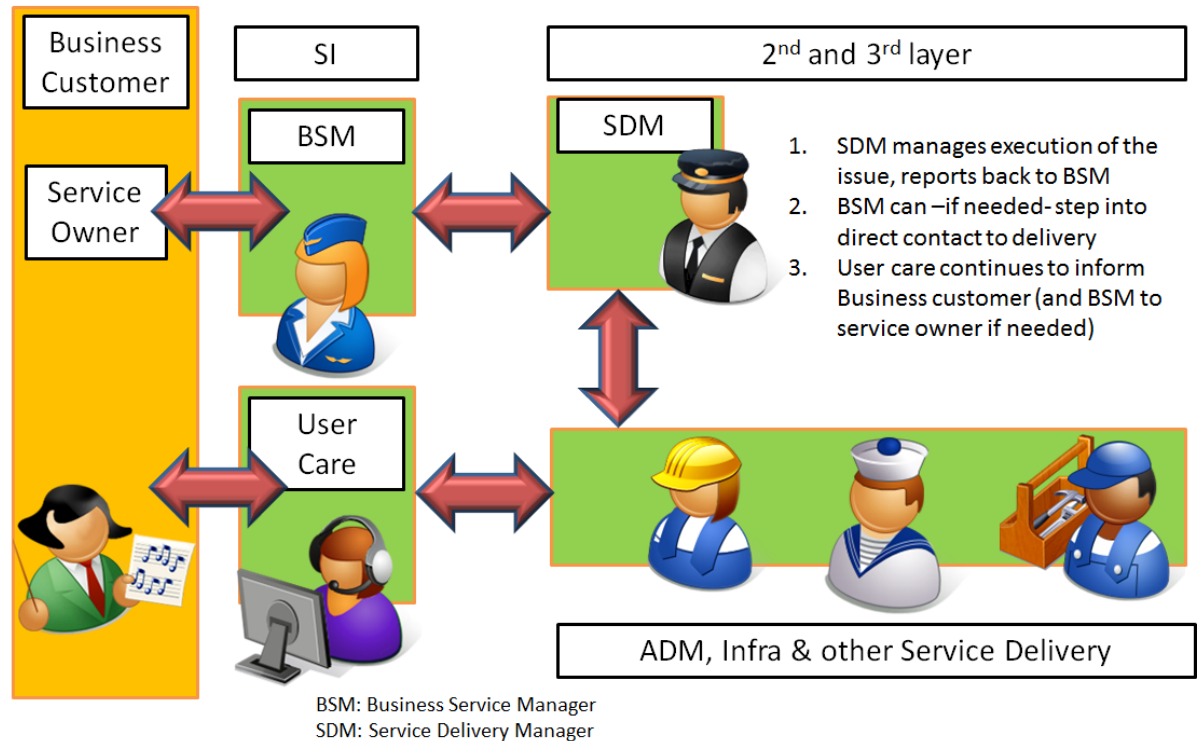 Business
Customer
SI
2nd and 3rd layer
BSM
SDM
Service
Owner
1. SDM manages execution of the
issue, reports back to BSM
2. BSM can –if needed- step into
direct contact to delivery
3. User care continues to inform
Business customer (and BSM to
service owner if needed)
User
Care
ADM, Infra & other Service Delivery
BSM: Business Service Manager
SDM: Service Delivery Manager